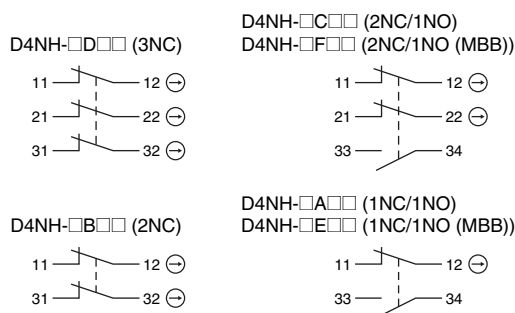 D4NH-□D□□ (3NC)
11 12
21 22
31 32
D4NH-□C□□ (2NC/1NO)
D4NH-□F□□ (2NC/1NO (MBB))
11 12
21 22
33 34
D4NH-□B□□ (2NC)
11 12
31 32
D4NH-□A□□ (1NC/1NO)
D4NH-□E□□ (1NC/1NO (MBB))
11 12
33 34